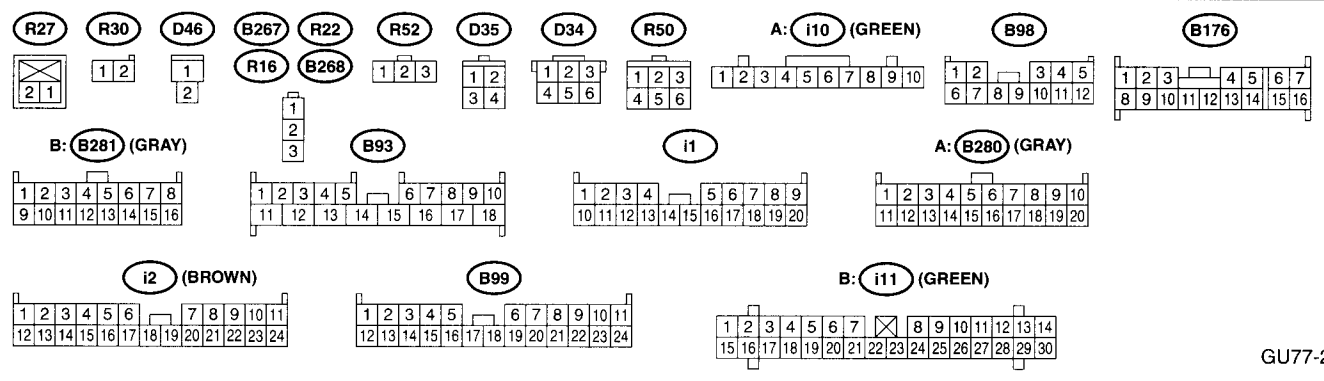 R27 R30 D46 B267 R22 R52 D35 D34 R50 A: i10 (GREEN) B98 B176
R16 B268
2 1
1 2
1
2
1
2
3
1 2 3
1 2
3 4
1 2 3
4 5 6
1 2 3
4 5 6
1 2 3 4 5 6 7 8 9 10
1 2 3 4 5
6 7 8 9 10 11 12
1 2 3 4 5 6 7
8 9 10 11 12 13 14 15 16
B: B281 (GRAY) B93 i1 A: B280 (GRAY)
1 2 3 4 5 6 7 8
9 10 11 12 13 14 15 16
1 2 3 4 5 6 7 8 9 10
11 12 13 14 15 16 17 18
1 2 3 4 5 6 7 8 9
10 11 12 13 14 15 16 17 18 19 20
1 2 3 4 5 6 7 8 9 10
11 12 13 14 15 16 17 18 19 20
i2 (BROWN) B99 B: i11 (GREEN)
1 2 3 4 5 6 7 8 9 10 11
12 13 14 15 16 17 18 19 20 21 22 23 24
1 2 3 4 5 6 7 8 9 10 11
12 13 14 15 16 17 18 19 20 21 22 23 24
1 2 3 4 5 6 7 8 9 10 11 12 13 14
15 16 17 18 19 20 21 22 23 24 25 26 27 28 29 30
GU77-2